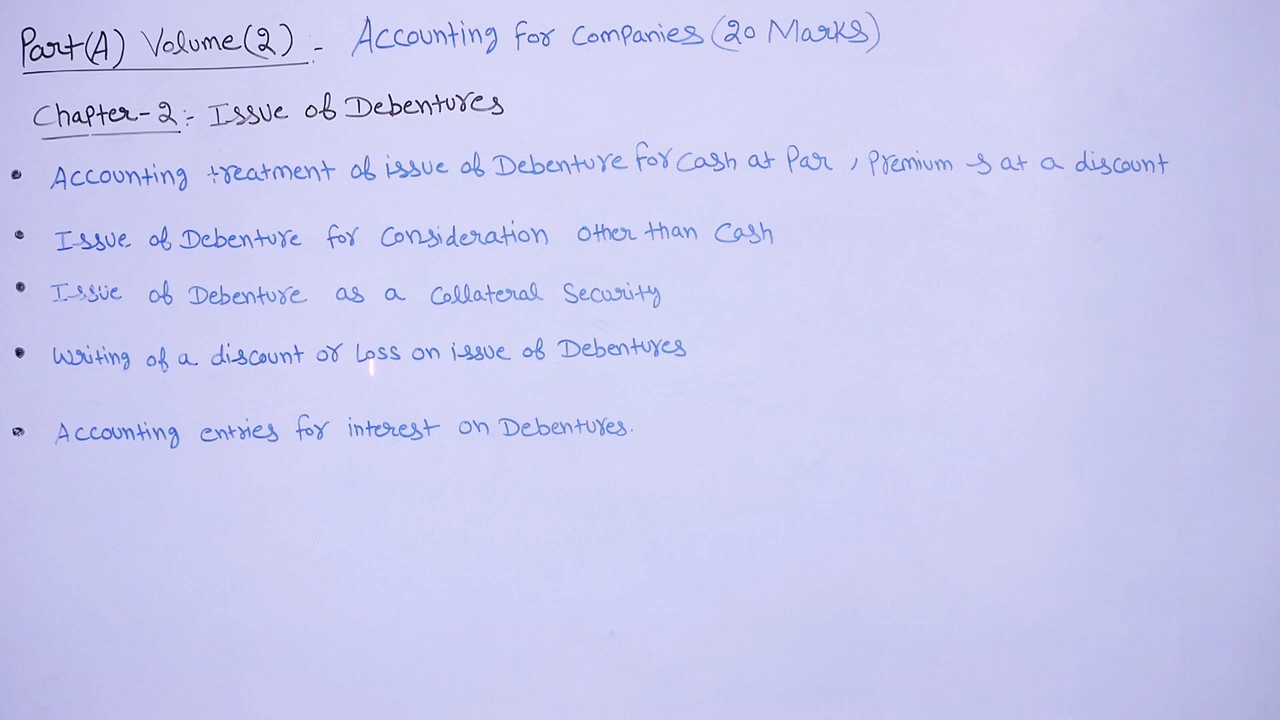 Part(A) Volume(2) :- Accounting for Companies (20 Marks)
Chapter-2:- Issue of Debentures
• Accounting treatment of issue of Debenture for cash at Par, Premium & at a discount
• Issue of Debenture for consideration other than Cash
• Issue of Debenture as a Collateral Security
• Writing of a discount or Loss on issue of Debentures
• Accounting entries for interest on Debentures.